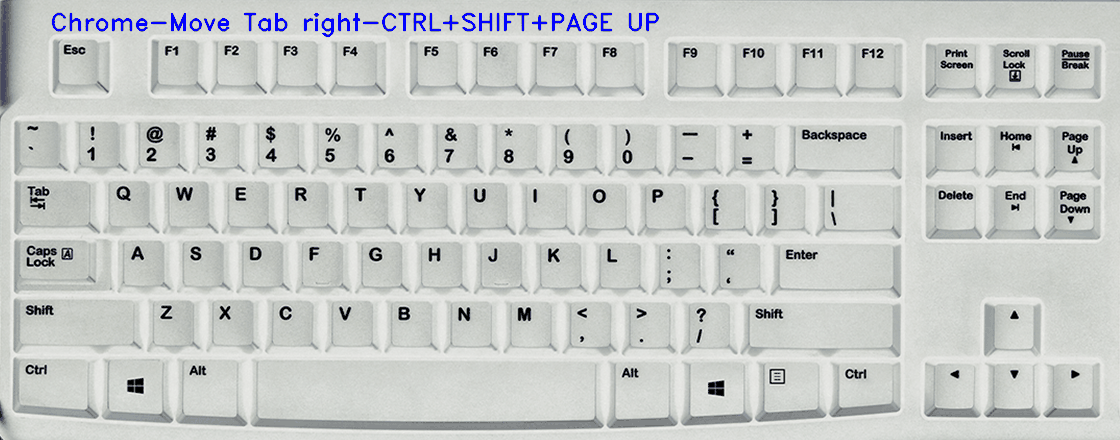 Chrome-Move Tab right-CTRL+SHIFT+PAGE UP
Esc F1 F2 F3 F4 F5 F6 F7 F8 F9 F10 F11 F12 Print Screen Scroll Lock Pause Break
~ ` ! 1 @ 2 # 3 $ 4 % 5 ^ 6 & 7 * 8 ( 9 ) 0 — – + = Backspace Insert Home Page Up
Tab Q W E R T Y U I O P { [ } ] | \ Delete End Page Down
Caps Lock A S D F G H J K L : ; “ ‘ Enter
Shift Z X C V B N M < , > . ? / Shift
Ctrl Alt Alt Ctrl